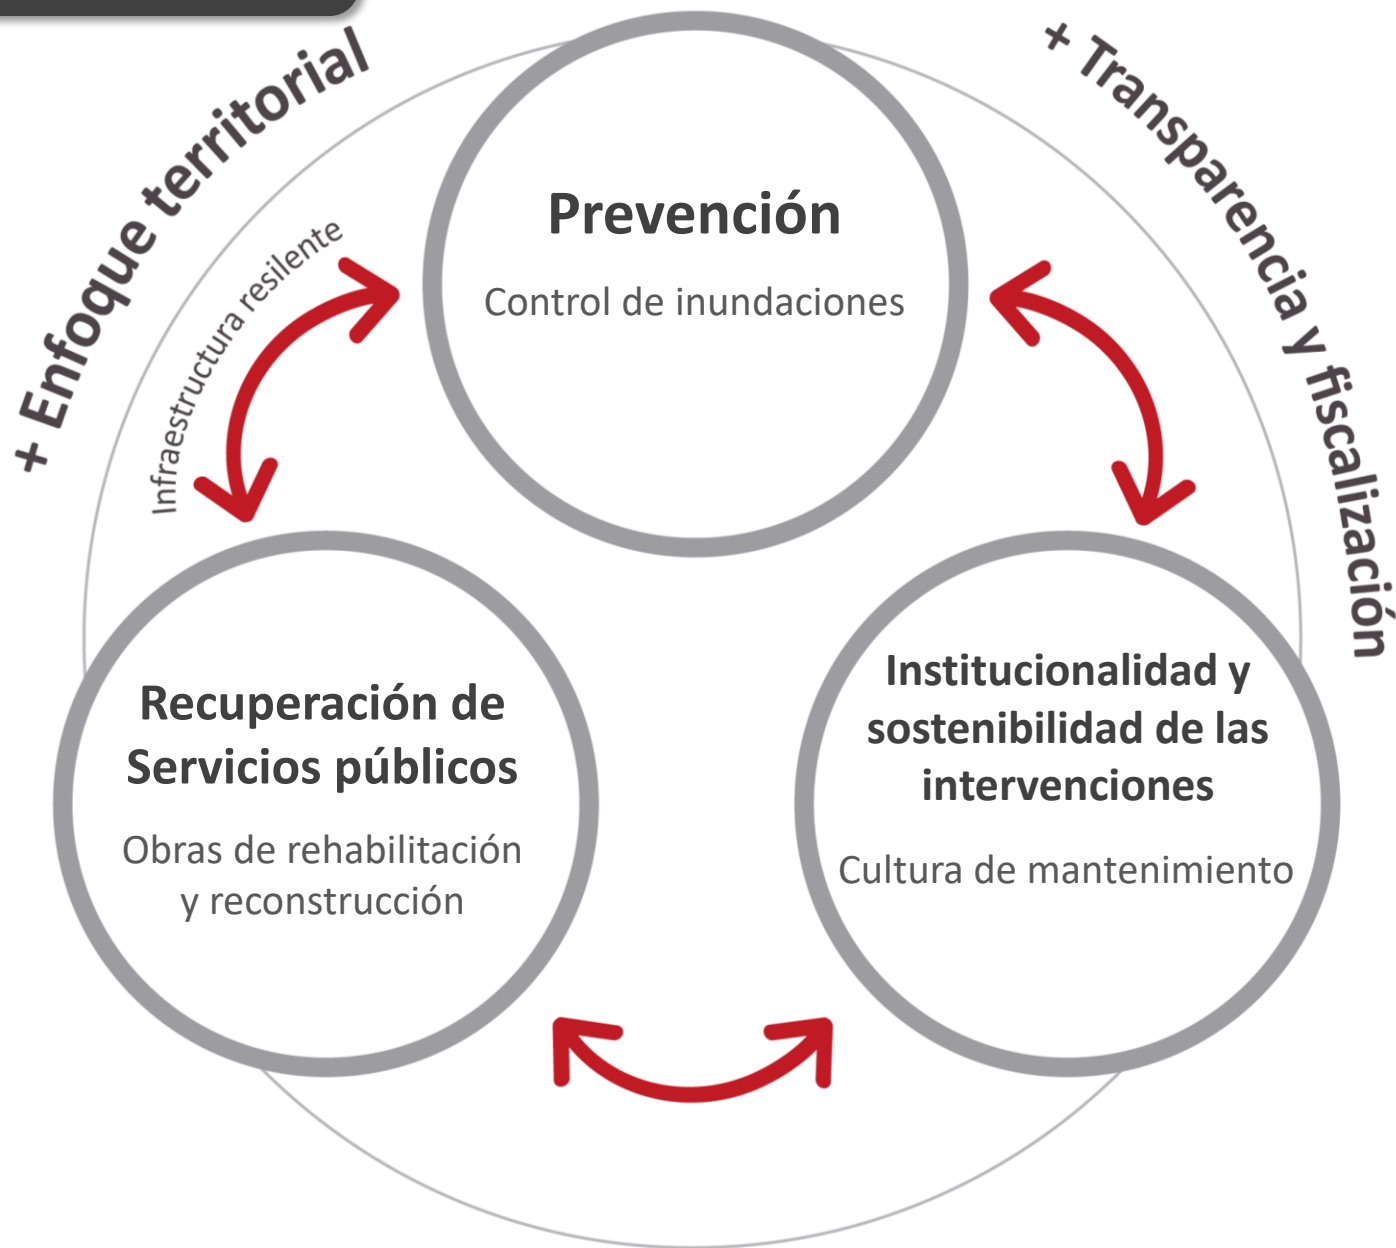 + Enfoque territorial
+ Transparencia y fiscalización
Infraestructura resilente
Prevención
Control de inundaciones
Recuperación de
Servicios públicos
Obras de rehabilitación
y reconstrucción
Institucionalidad y
sostenibilidad de las
intervenciones
Cultura de mantenimiento